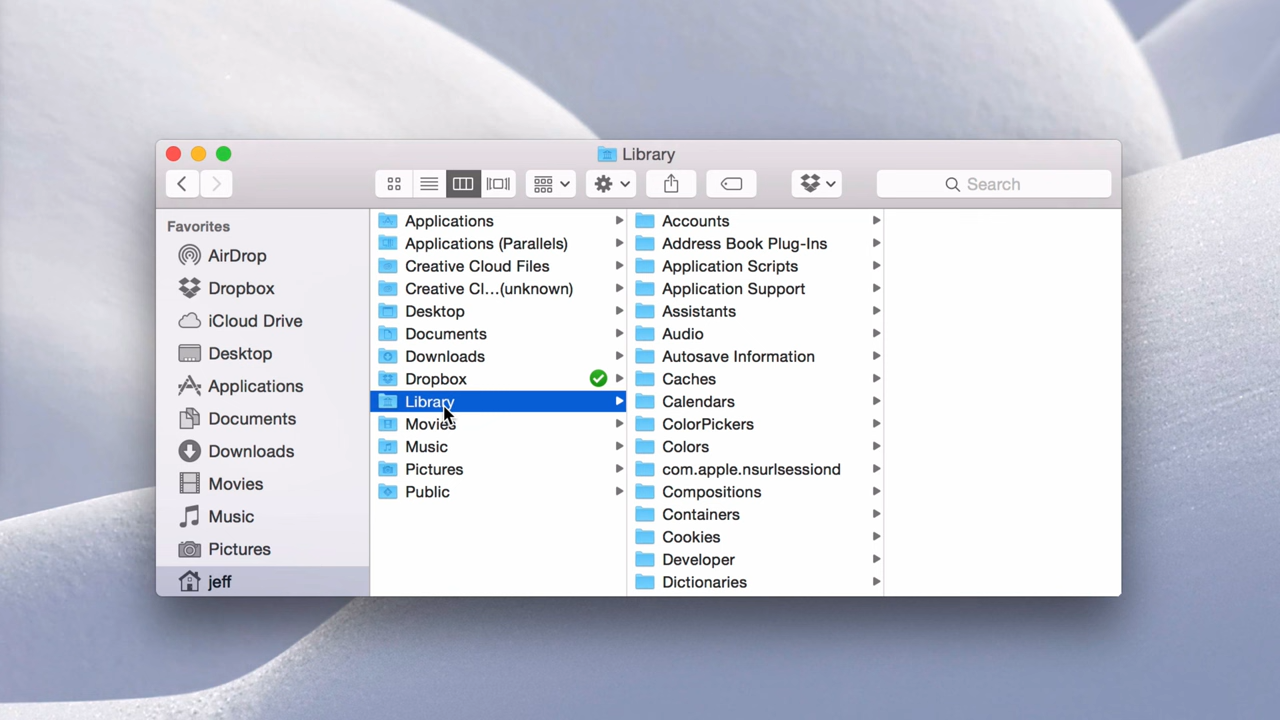 Library
Search
Favorites
AirDrop
Dropbox
iCloud Drive
Desktop
Applications
Documents
Downloads
Movies
Music
Pictures
jeff
Applications
Applications (Parallels)
Creative Cloud Files
Creative Cl...(unknown)
Desktop
Documents
Downloads
Dropbox
Library
Movies
Music
Pictures
Public
Accounts
Address Book Plug-Ins
Application Scripts
Application Support
Assistants
Audio
Autosave Information
Caches
Calendars
ColorPickers
Colors
com.apple.nsurlsessiond
Compositions
Containers
Cookies
Developer
Dictionaries